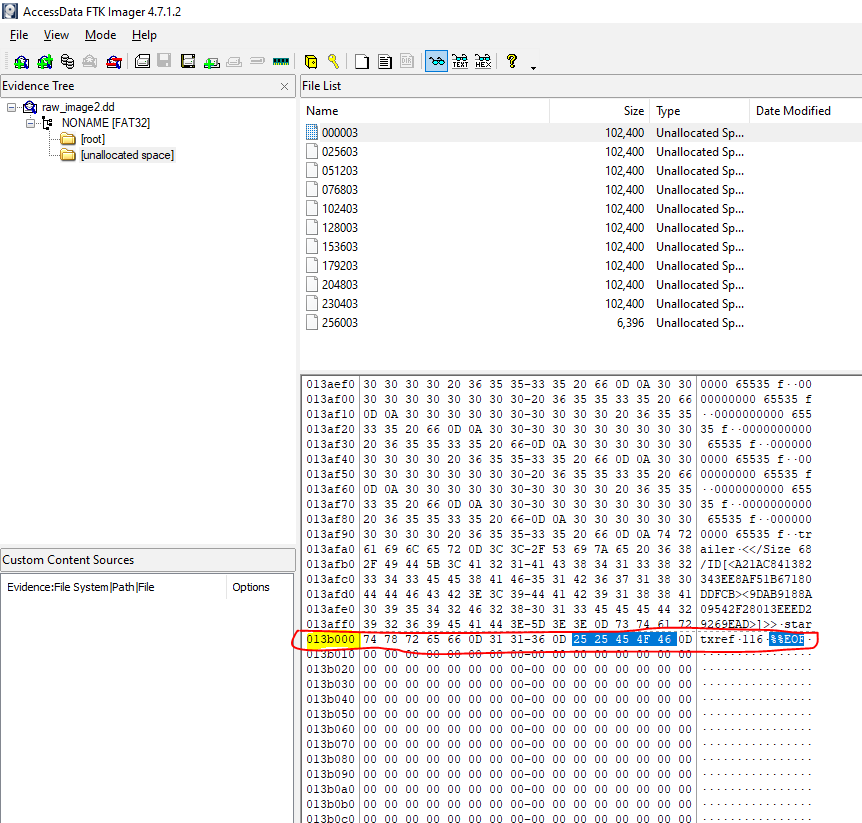 AccessData FTK Imager 4.7.1.2
File View Mode Help
TEXT HEX
Evidence Tree
raw_image2.dd
NONAME [FAT32]
[root]
[unallocated space]
Custom Content Sources
Evidence:File System|Path|File Options
File List
Name Size Type Date Modified
000003 102,400 Unallocated Sp...
025603 102,400 Unallocated Sp...
051203 102,400 Unallocated Sp...
076803 102,400 Unallocated Sp...
102403 102,400 Unallocated Sp...
128003 102,400 Unallocated Sp...
153603 102,400 Unallocated Sp...
179203 102,400 Unallocated Sp...
204803 102,400 Unallocated Sp...
230403 102,400 Unallocated Sp...
256003 6,396 Unallocated Sp...
013aef0 30 30 30 30 20 36 35 35-33 35 20 66 0D 0A 30 30 0000 65535 f··00
013af00 30 30 30 30 30 30 30 30-20 36 35 35 33 35 20 66 00000000 65535 f
013af10 0D 0A 30 30 30 30 30 30-30 30 30 30 20 36 35 35 ··0000000000 655
013af20 33 35 20 66 0D 0A 30 30-30 30 30 30 30 30 30 30 35 f··0000000000
013af30 20 36 35 35 33 35 20 66-0D 0A 30 30 30 30 30 30 65535 f··000000
013af40 30 30 30 30 20 36 35 35-33 35 20 66 0D 0A 30 30 0000 65535 f··00
013af50 30 30 30 30 30 30 30 30-20 36 35 35 33 35 20 66 00000000 65535 f
013af60 0D 0A 30 30 30 30 30 30-30 30 30 30 20 36 35 35 ··0000000000 655
013af70 33 35 20 66 0D 0A 30 30-30 30 30 30 30 30 30 30 35 f··0000000000
013af80 20 36 35 35 33 35 20 66-0D 0A 30 30 30 30 30 30 65535 f··000000
013af90 30 30 30 30 20 36 35 35-33 35 20 66 0D 0A 74 72 0000 65535 f··tr
013afa0 61 69 6C 65 72 0D 3C 3C-2F 53 69 7A 65 20 36 38 ailer·<</Size 68
013afb0 2F 49 44 5B 3C 41 32 31-41 43 38 34 31 33 38 32 /ID[<A21AC841382
013afc0 33 34 33 45 45 38 41 46-35 31 42 36 37 31 38 30 343EE8AF51B67180
013afd0 44 44 46 43 42 3E 3C 39-44 41 42 39 31 38 38 41 DDFCB><9DAB9188A
013afe0 30 39 35 34 32 46 32 38-30 31 33 45 45 45 44 32 09542F28013EEED2
013aff0 39 32 36 39 45 41 44 3E-5D 3E 3E 0D 73 74 61 72 9269EAD>]>>·star
013b000 74 78 72 65 66 0D 31 31-36 0D 25 25 45 4F 46 0D txref·116·%%EOF·
013b010 00 00 00 00 00 00 00 00-00 00 00 00 00 00 00 00 ················
013b020 00 00 00 00 00 00 00 00-00 00 00 00 00 00 00 00 ················
013b030 00 00 00 00 00 00 00 00-00 00 00 00 00 00 00 00 ················
013b040 00 00 00 00 00 00 00 00-00 00 00 00 00 00 00 00 ················
013b050 00 00 00 00 00 00 00 00-00 00 00 00 00 00 00 00 ················
013b060 00 00 00 00 00 00 00 00-00 00 00 00 00 00 00 00 ················
013b070 00 00 00 00 00 00 00 00-00 00 00 00 00 00 00 00 ················
013b080 00 00 00 00 00 00 00 00-00 00 00 00 00 00 00 00 ················
013b090 00 00 00 00 00 00 00 00-00 00 00 00 00 00 00 00 ················
013b0a0 00 00 00 00 00 00 00 00-00 00 00 00 00 00 00 00 ················
013b0b0 00 00 00 00 00 00 00 00-00 00 00 00 00 00 00 00 ················
013b0c0 00 00 00 00 00 00 00 00-00 00 00 00 00 00 00 00 ················